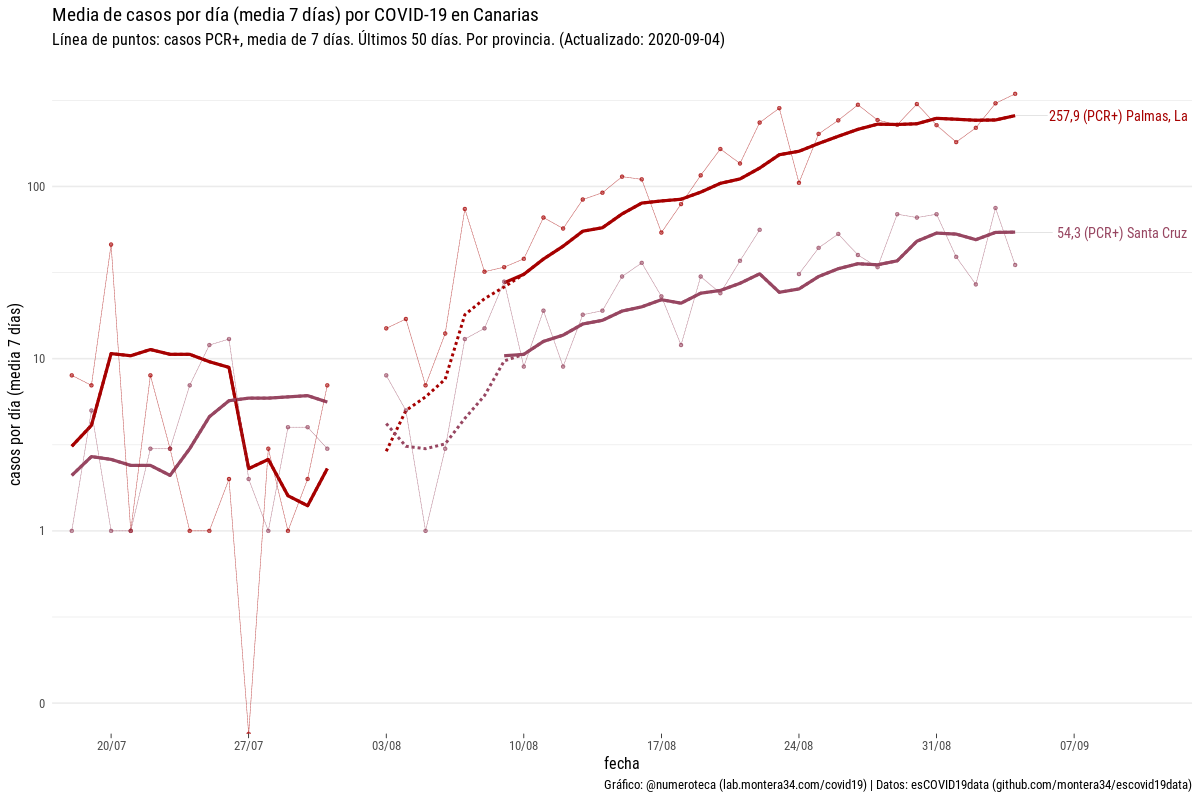 Media de casos por día (media 7 días) por COVID-19 en Canarias
Línea de puntos: casos PCR+, media de 7 días. Últimos 50 días. Por provincia. (Actualizado: 2020-09-04)
257,9 (PCR+) Palmas, La
100
54,3 (PCR+) Santa Cruz
casos por día (media 7 días)
10
1
0
20/07
27/07
03/08
10/08
17/08
24/08
31/08
07/09
fecha
Gráfico: @numeroteca (lab.montera34.com/covid19) | Datos: esCOVID19data (github.com/montera34/escovid19data)